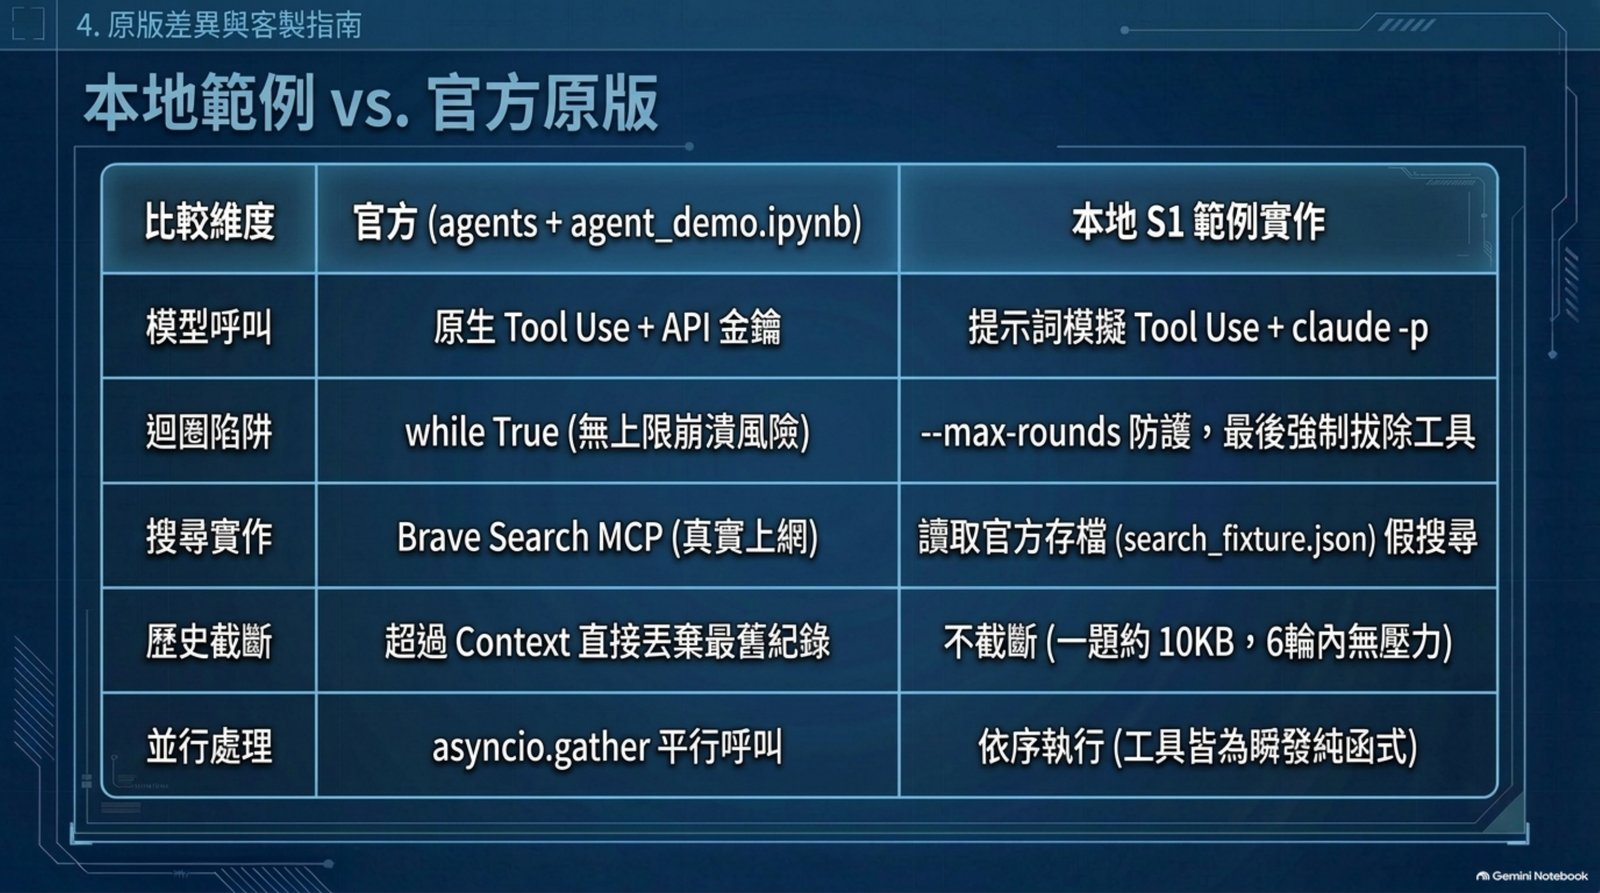 4. 原版差異與客製指南
本地範例 vs. 官方原版
比較維度
官方 (agents + agent_demo.ipynb)
本地 S1 範例實作
模型呼叫
原生 Tool Use + API 金鑰
提示詞模擬 Tool Use + claude -p
迴圈陷阱
while True (無上限崩潰風險)
--max-rounds 防護，最後強制拔除工具
搜尋實作
Brave Search MCP (真實上網)
讀取官方存檔 (search_fixture.json) 假搜尋
歷史截斷
超過 Context 直接丟棄最舊紀錄
不截斷 (一題約 10KB，6輪內無壓力)
並行處理
asyncio.gather 平行呼叫
依序執行 (工具皆為瞬發純函式)
Gemini Notebook